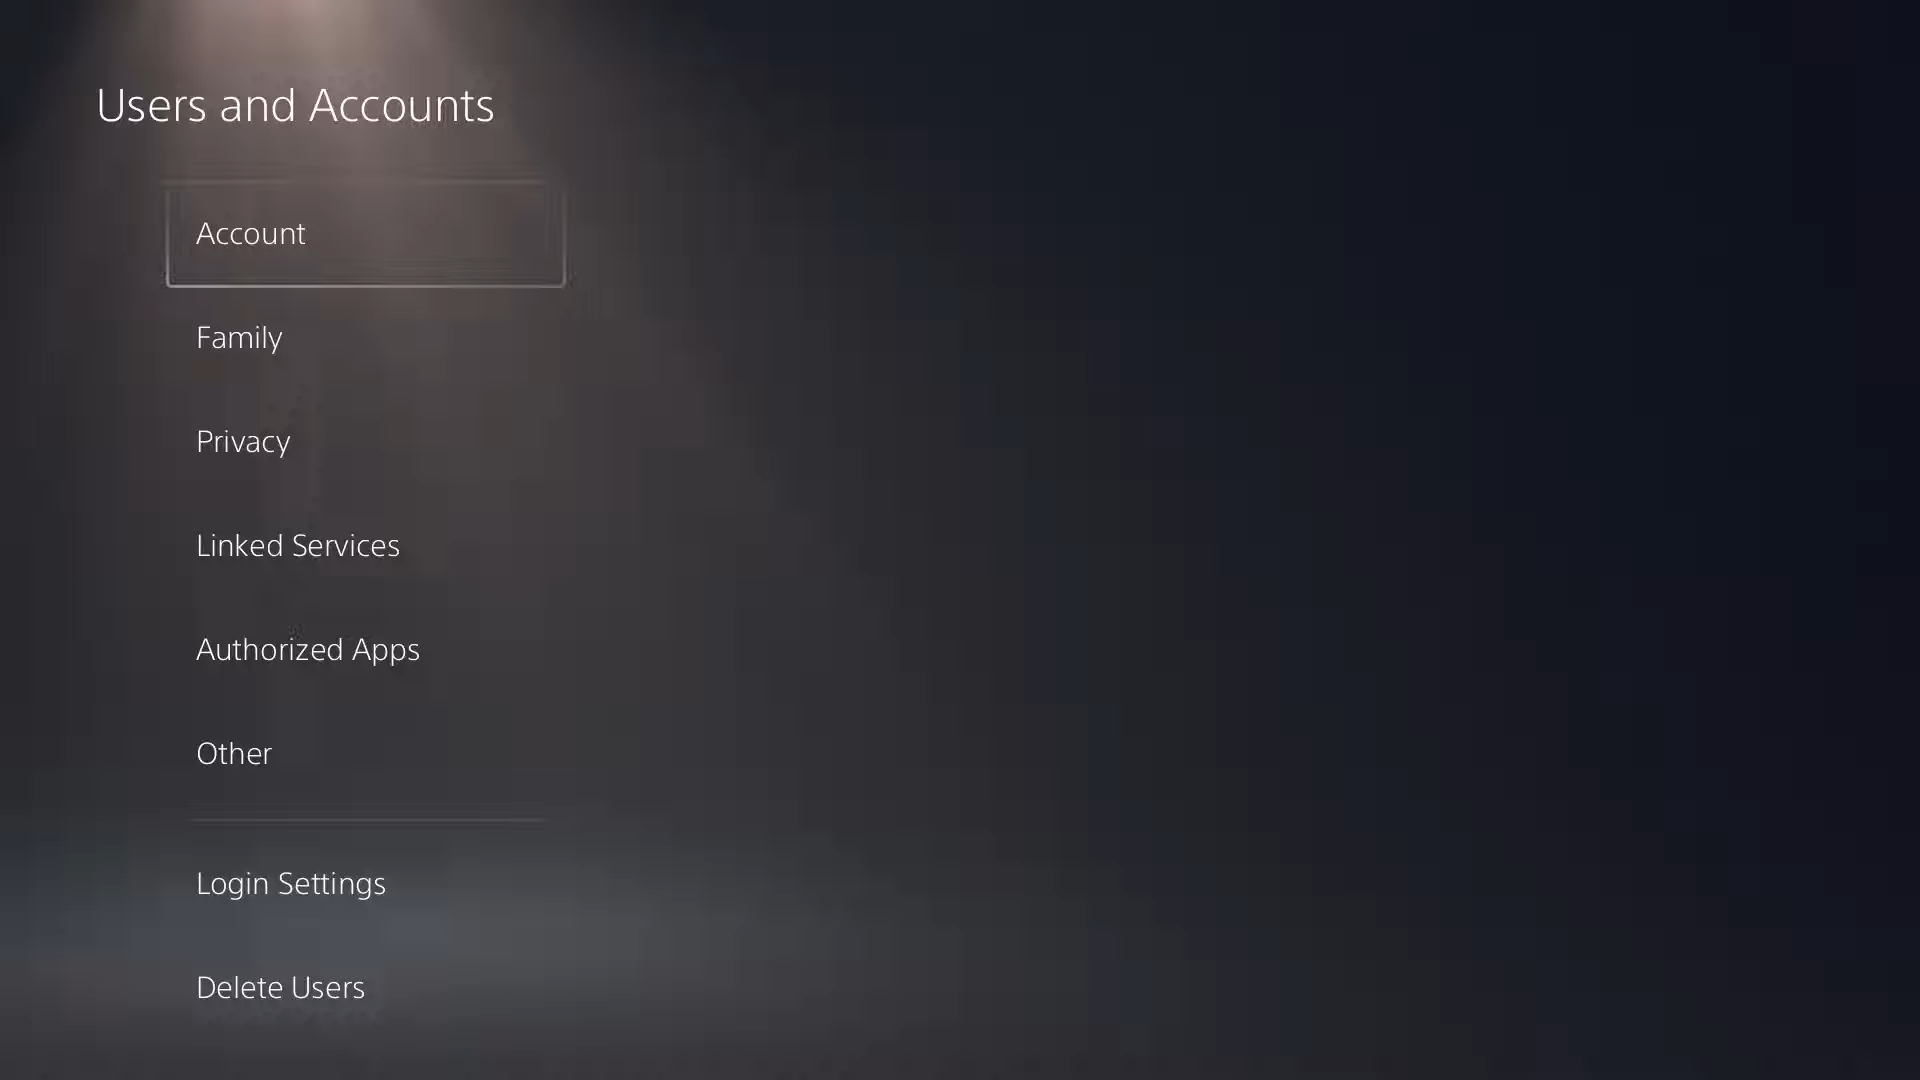 Users and Accounts
Account
Family
Privacy
Linked Services
Authorized Apps
Other
Login Settings
Delete Users